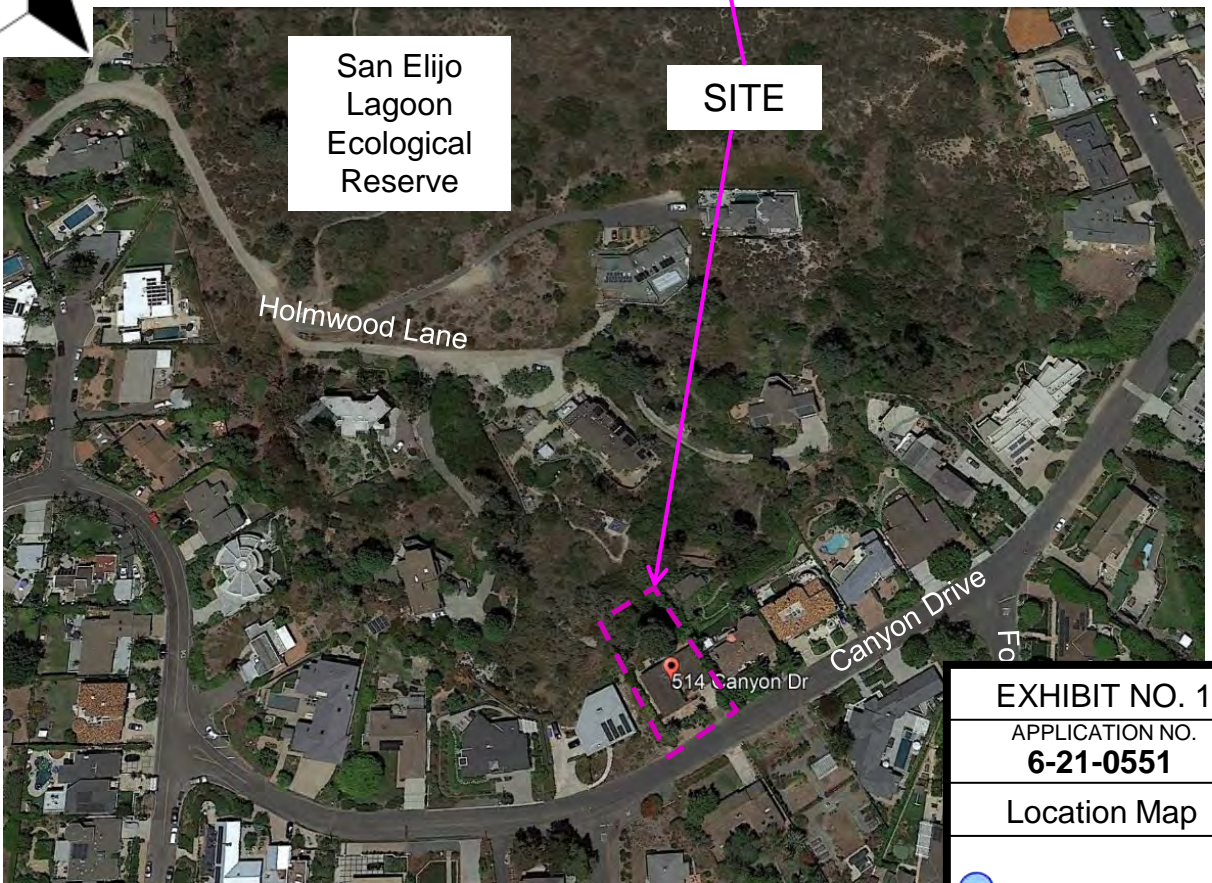 San Elijo
Lagoon
Ecological
Reserve
SITE
Holmwood Lane
Canyon Drive
514 Canyon Dr
Fo
EXHIBIT NO. 1
APPLICATION NO.
6-21-0551
Location Map